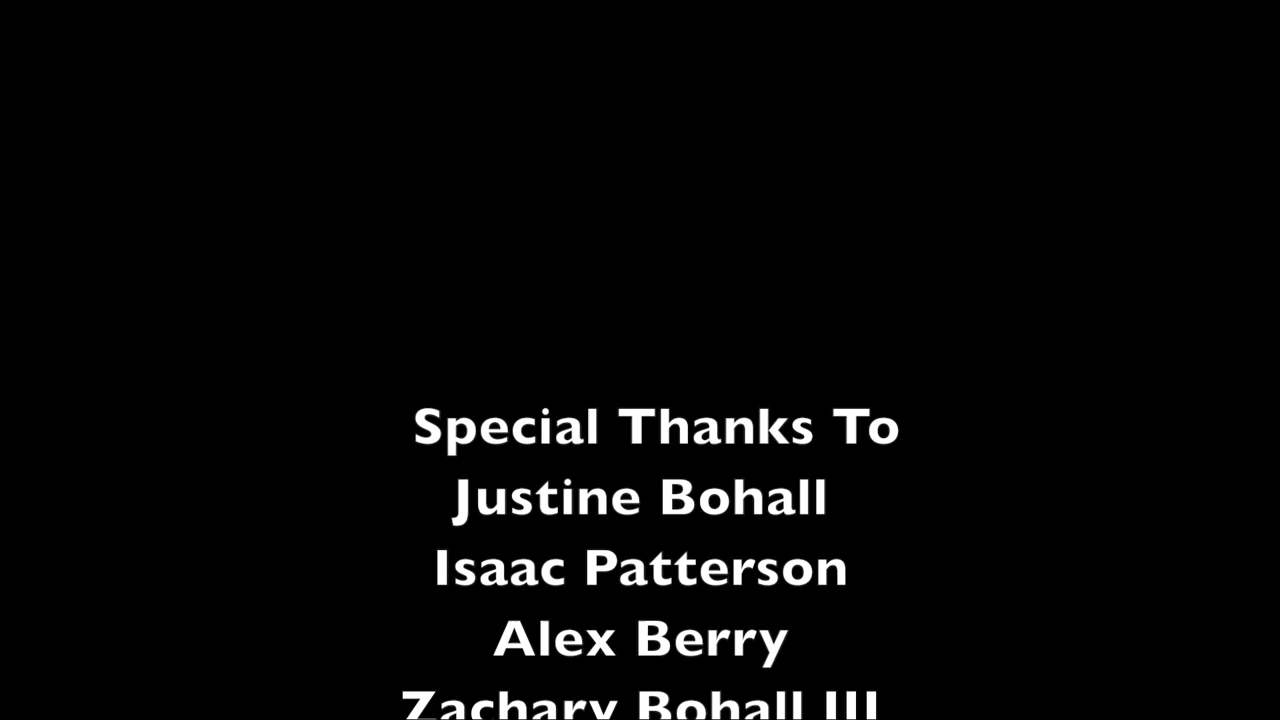 Special Thanks To
Justine Bohall
Isaac Patterson
Alex Berry
Zachary Bohall III